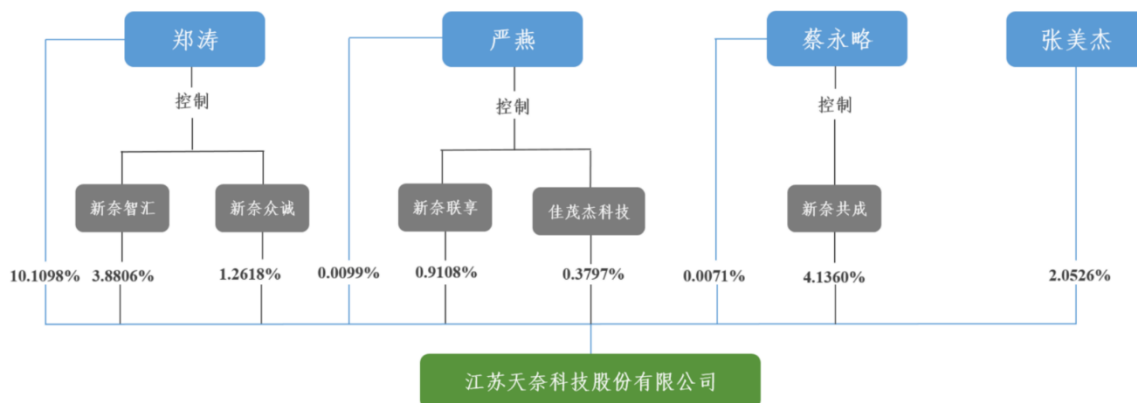 郑涛
严燕
蔡永略
张美杰
控制
控制
控制
新奈智汇
新奈众诚
新奈联享
佳茂杰科技
新奈共成
10.1098%
3.8806%
1.2618%
0.0099%
0.9108%
0.3797%
0.0071%
4.1360%
2.0526%
江苏天奈科技股份有限公司